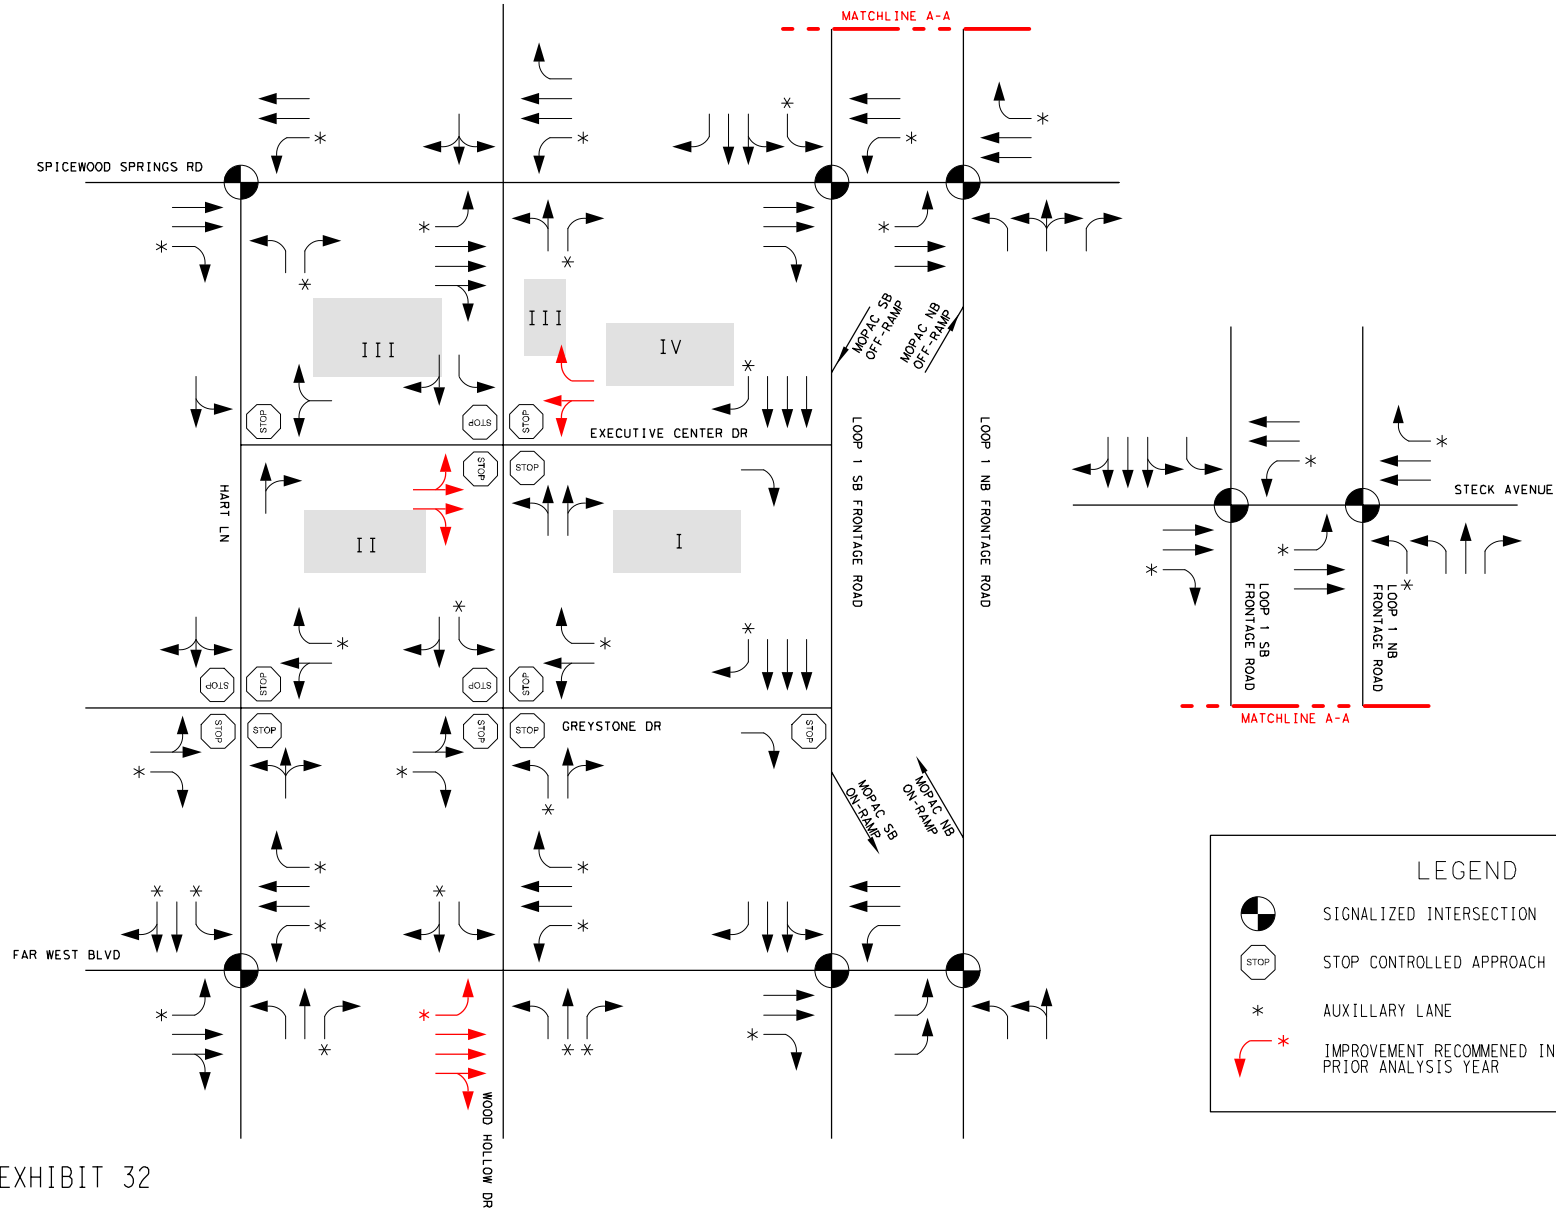 MATCHLINE A-A
SPICEWOOD SPRINGS RD
III
III
IV
MOPAC SB
OFF-RAMP
MOPAC NB
OFF-RAMP
STOP
STOP
STOP
EXECUTIVE CENTER DR
STOP
STOP
HART LN
II
I
LOOP 1 SB FRONTAGE ROAD
LOOP 1 NB FRONTAGE ROAD
STECK AVENUE
LOOP 1 SB
FRONTAGE ROAD
LOOP 1 NB
FRONTAGE ROAD
MATCHLINE A-A
STOP
STOP
STOP
STOP
STOP
STOP
STOP
STOP
GREYSTONE DR
STOP
MOPAC SB
ON-RAMP
MOPAC NB
ON-RAMP
FAR WEST BLVD
WOOD HOLLOW DR
LEGEND
SIGNALIZED INTERSECTION
STOP
STOP CONTROLLED APPROACH
* AUXILLARY LANE
IMPROVEMENT RECOMMENED IN
PRIOR ANALYSIS YEAR
EXHIBIT 32